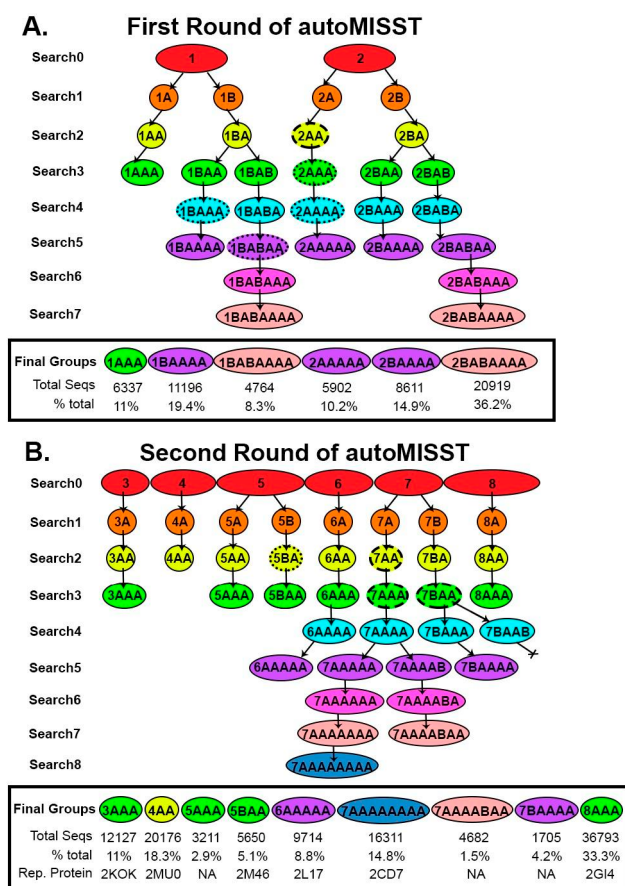 A. First Round of autoMISST
Search0 1 2
Search1 1A 1B 2A 2B
Search2 1AA 1BA 2AA 2BA
Search3 1AAA 1BAA 1BAB 2AAA 2BAA 2BAB
Search4 1BAAA 1BABA 2AAAA 2BAAA 2BABA
Search5 1BAAAA 1BABAA 2AAAAA 2BAAAA 2BABAA
Search6 1BABAAA 2BABAAA
Search7 1BABAAAA 2BABAAAA
Final Groups 1AAA 1BAAAA 1BABAAAA 2AAAAA 2BAAAA 2BABAAAA
Total Seqs 6337 11196 4764 5902 8611 20919
% total 11% 19.4% 8.3% 10.2% 14.9% 36.2%
B. Second Round of autoMISST
Search0 3 4 5 6 7 8
Search1 3A 4A 5A 5B 6A 7A 7B 8A
Search2 3AA 4AA 5AA 5BA 6AA 7AA 7BA 8AA
Search3 3AAA 5AAA 5BAA 6AAA 7AAA 7BAA 8AAA
Search4 6AAAA 7AAAA 7BAAA 7BAAB
Search5 6AAAAA 7AAAAA 7AAAAB 7BAAAA
Search6 7AAAAAA 7AAAABA
Search7 7AAAAAAA 7AAAABAA
Search8 7AAAAAAAA
Final Groups 3AAA 4AA 5AAA 5BAA 6AAAAA 7AAAAAAAA 7AAAABAA 7BAAAA 8AAA
Total Seqs 12127 20176 3211 5650 9714 16311 4682 1705 36793
% total 11% 18.3% 2.9% 5.1% 8.8% 14.8% 1.5% 4.2% 33.3%
Rep. Protein 2KOK 2MU0 NA 2M46 2L17 2CD7 NA NA 2GI4